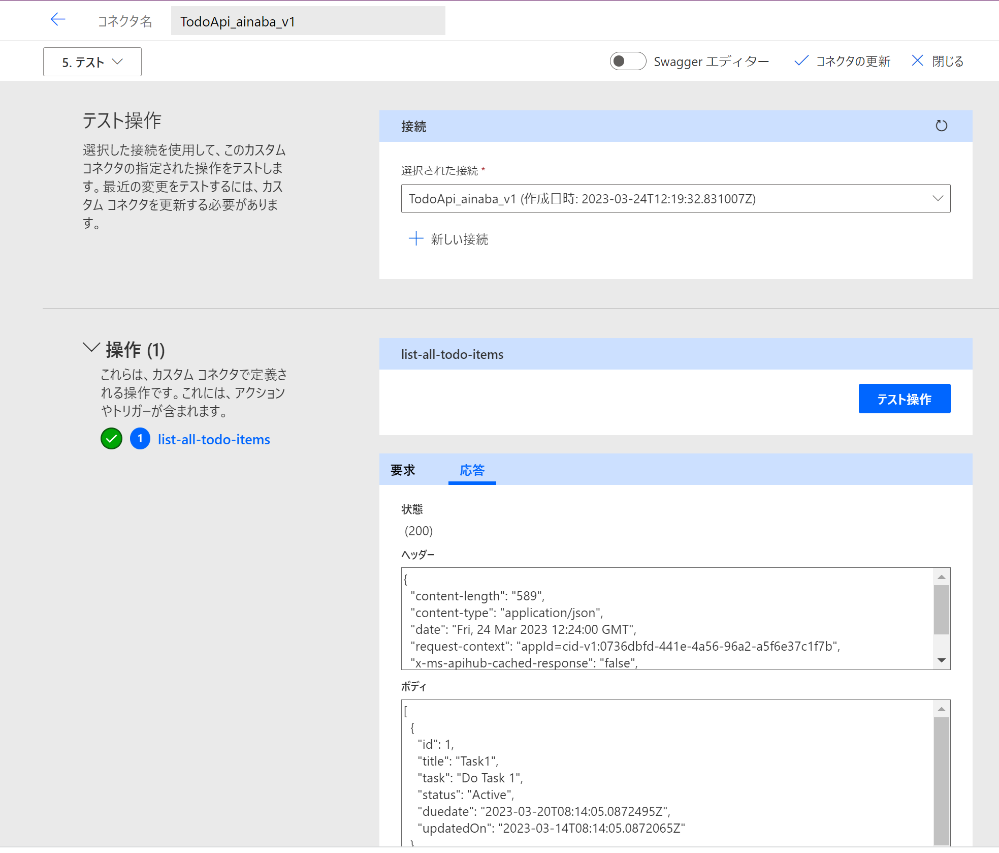 コネクタ名
TodoApi_ainaba_v1
5. テスト
Swagger エディター
コネクタの更新
閉じる
テスト操作
選択した接続を使用して、このカスタム
コネクタの指定された操作をテストしま
す。最近の変更をテストするには、カス
タム コネクタを更新する必要がありま
す。
接続
選択された接続 *
TodoApi_ainaba_v1 (作成日時: 2023-03-24T12:19:32.831007Z)
新しい接続
操作 (1)
これらは、カスタム コネクタで定義さ
れる操作です。これには、アクション
やトリガーが含まれます。
1 list-all-todo-items
list-all-todo-items
テスト操作
要求
応答
状態
(200)
ヘッダー
{
"content-length": "589",
"content-type": "application/json",
"date": "Fri, 24 Mar 2023 12:24:00 GMT",
"request-context": "appId=cid-v1:0736dbfd-441e-4a56-96a2-a5f6e37c1f7b",
"x-ms-apihub-cached-response": "false",
ボディ
[
{
"id": 1,
"title": "Task1",
"task": "Do Task 1",
"status": "Active",
"duedate": "2023-03-20T08:14:05.0872495Z",
"updatedOn": "2023-03-14T08:14:05.0872065Z"
}